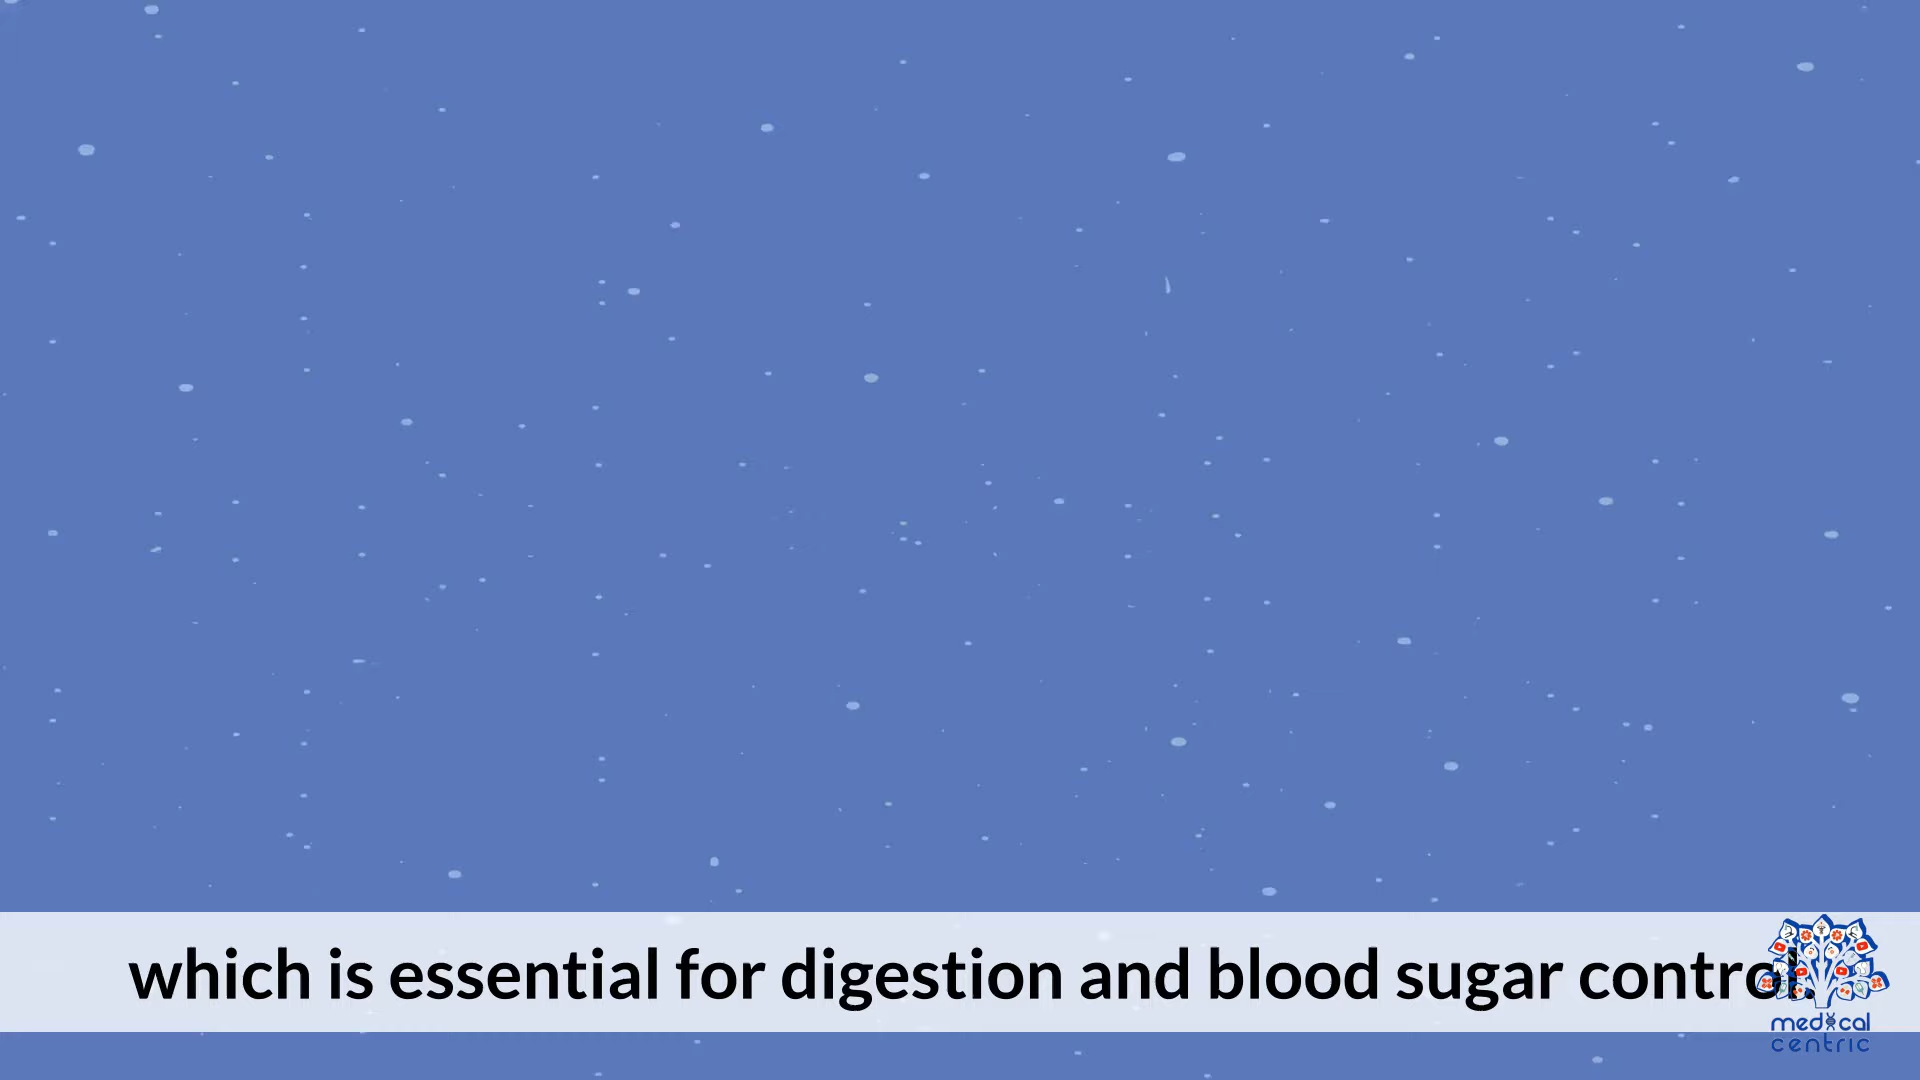 which is essential for digestion and blood sugar control.
medical
centric